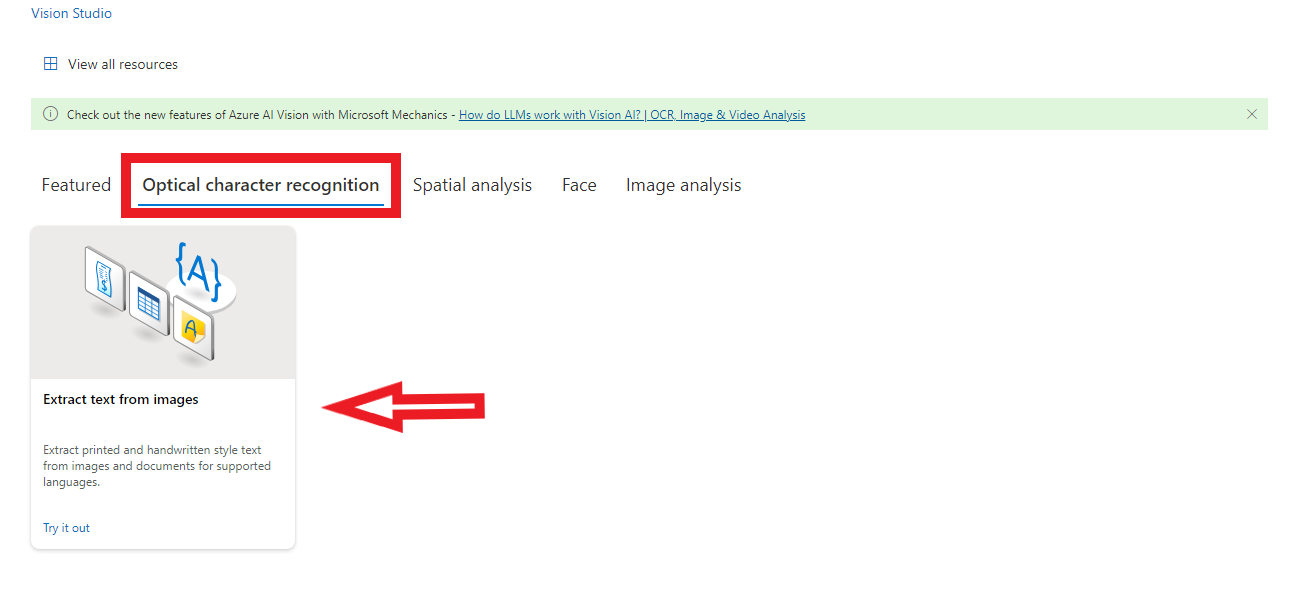 Vision Studio
View all resources
Check out the new features of Azure AI Vision with Microsoft Mechanics - How do LLMs work with Vision AI? | OCR, Image & Video Analysis
Featured Optical character recognition Spatial analysis Face Image analysis
{A}
$
A
Extract text from images
Extract printed and handwritten style text
from images and documents for supported
languages.
Try it out